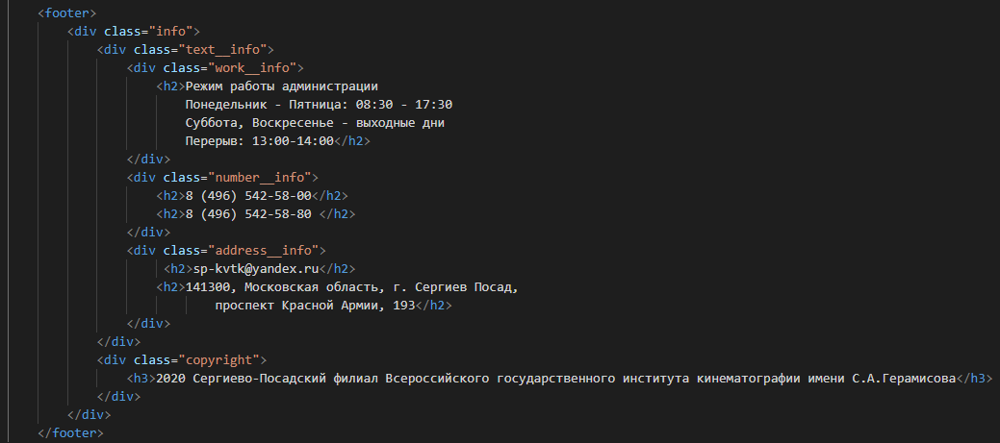 <footer>
<div class="info">
<div class="text__info">
<div class="work__info">
<h2>Режим работы администрации
Понедельник - Пятница: 08:30 - 17:30
Суббота, Воскресенье - выходные дни
Перерыв: 13:00-14:00</h2>
</div>
<div class="number__info">
<h2>8 (496) 542-58-00</h2>
<h2>8 (496) 542-58-80 </h2>
</div>
<div class="address__info">
<h2>sp-kvtk@yandex.ru</h2>
<h2>141300, Московская область, г. Сергиев Посад,
проспект Красной Армии, 193</h2>
</div>
</div>
<div class="copyright">
<h3>2020 Сергиево-Посадский филиал Всероссийского государственного института кинематографии имени С.А.Герамисова</h3>
</div>
</div>
</footer>